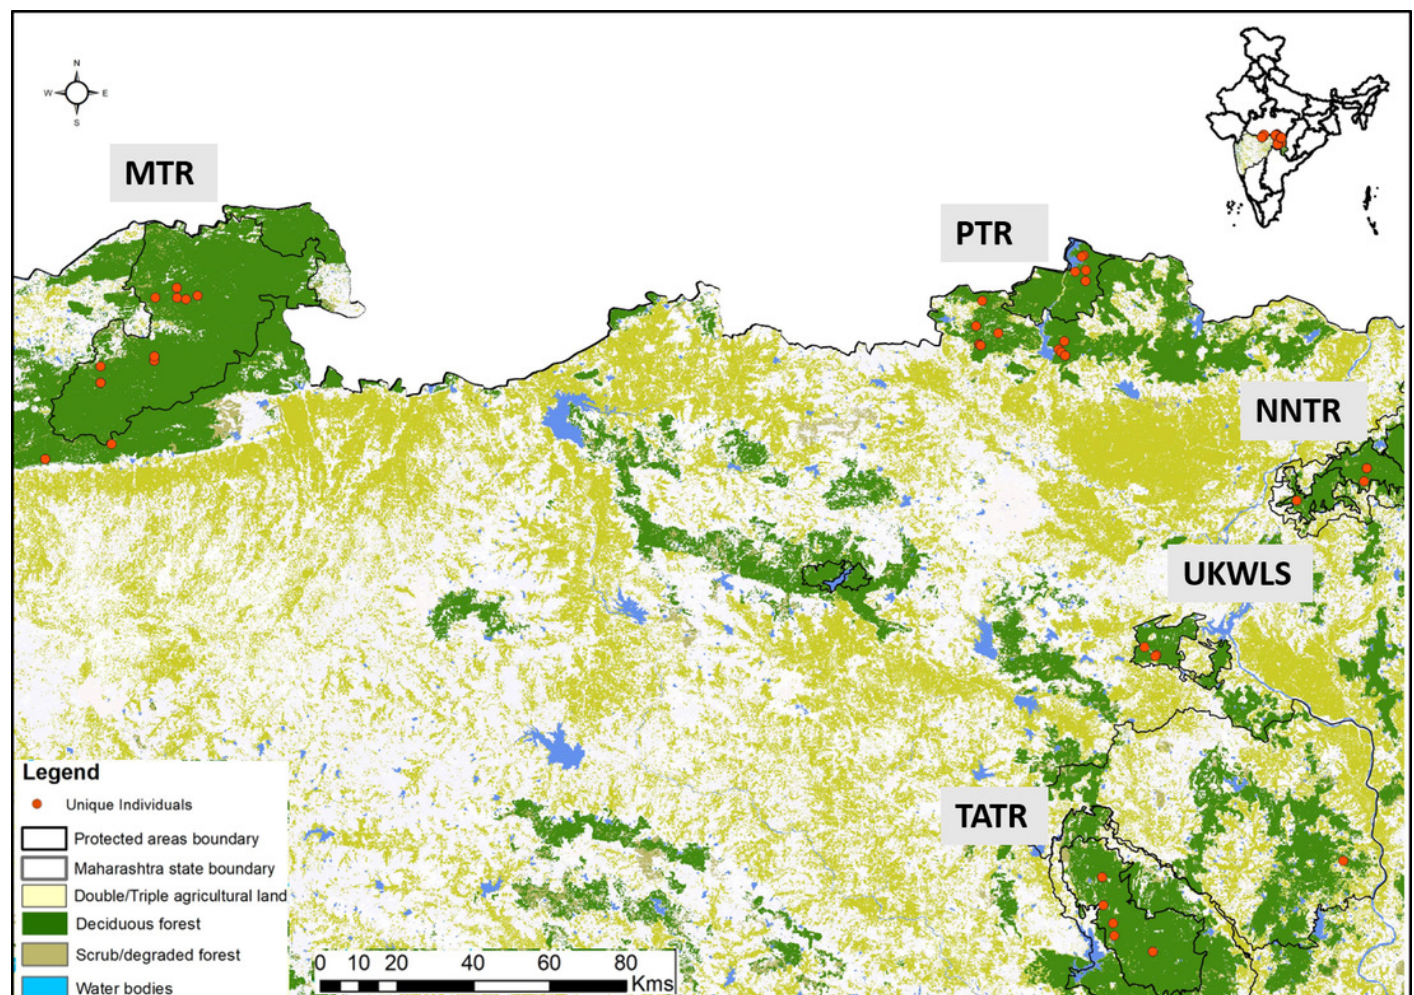 N
W E
S
MTR
PTR
NNTR
UKWLS
TATR
Legend
Unique Individuals
Protected areas boundary
Maharashtra state boundary
Double/Triple agricultural land
Deciduous forest
Scrub/degraded forest
Water bodies
0 10 20 40 60 80
Kms